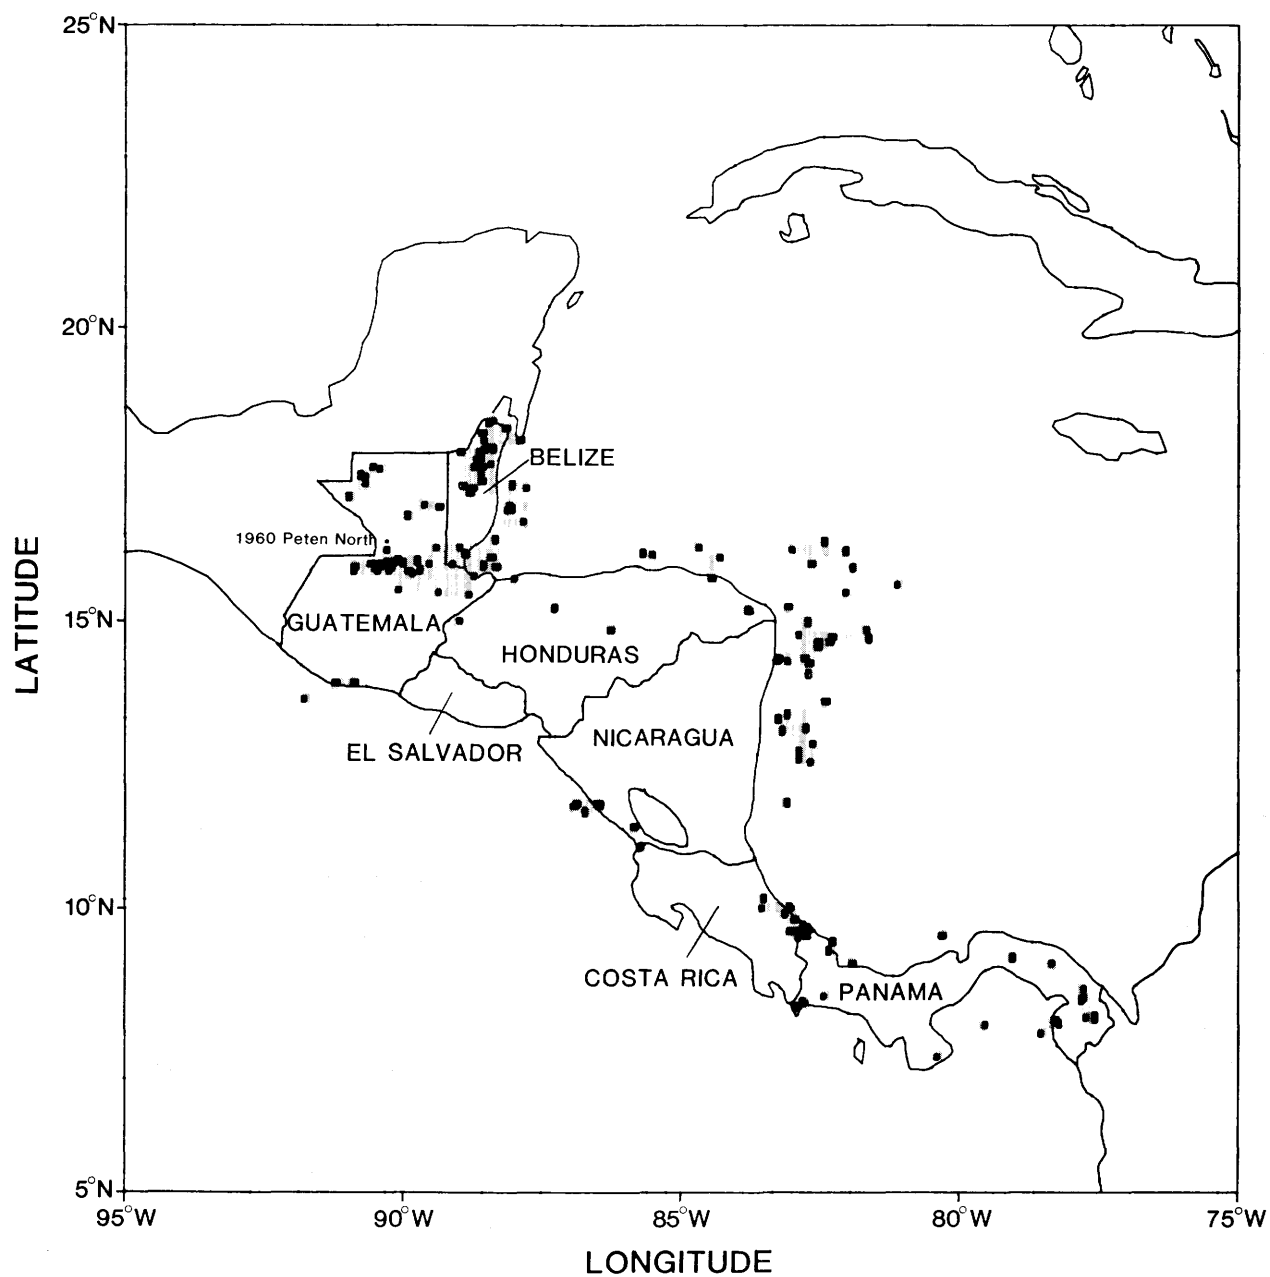 25°N
20°N
BELIZE
1960 Peten North
15°N
GUATEMALA
HONDURAS
NICARAGUA
EL SALVADOR
LATITUDE
10°N
COSTA RICA
PANAMA
5°N
95°W 90°W 85°W 80°W 75°W
LONGITUDE